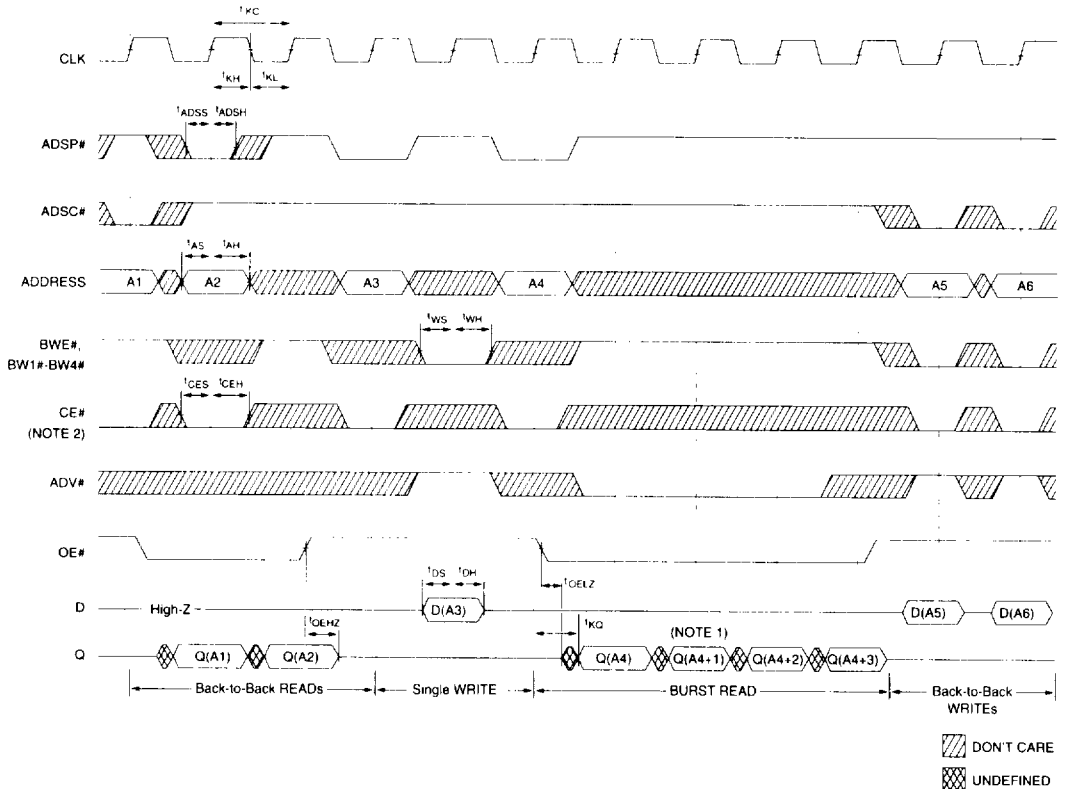 tKC
CLK
tKH tKL
tADSS tADSH
ADSP#
ADSC#
tAS tAH
ADDRESS A1 A2 A3 A4 A5 A6
tWS tWH
BWE#,
BW1#-BW4#
tCES tCEH
CE#
(NOTE 2)
ADV#
OE#
tOELZ
tDS tDH
D High-Z D(A3) D(A5) D(A6)
tOEHZ tKQ (NOTE 1)
Q Q(A1) Q(A2) Q(A4) Q(A4+1) Q(A4+2) Q(A4+3)
Back-to-Back READs Single WRITE BURST READ Back-to-Back
WRITEs
DON'T CARE
UNDEFINED